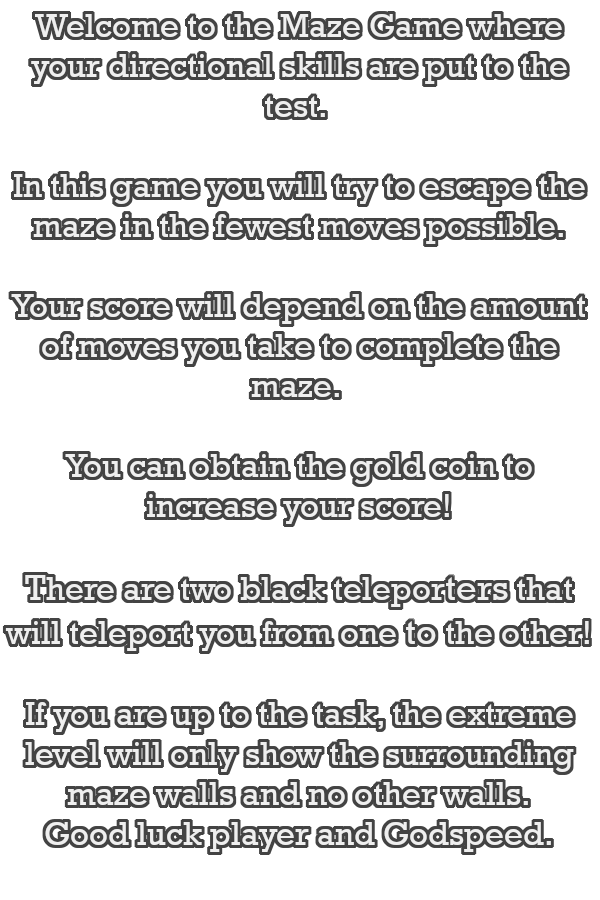 Welcome to the Maze Game where
your directional skills are put to the
test.
In this game you will try to escape the
maze in the fewest moves possible.
Your score will depend on the amount
of moves you take to complete the
maze.
You can obtain the gold coin to
increase your score!
There are two black teleporters that
will teleport you from one to the other!
If you are up to the task, the extreme
level will only show the surrounding
maze walls and no other walls.
Good luck player and Godspeed.